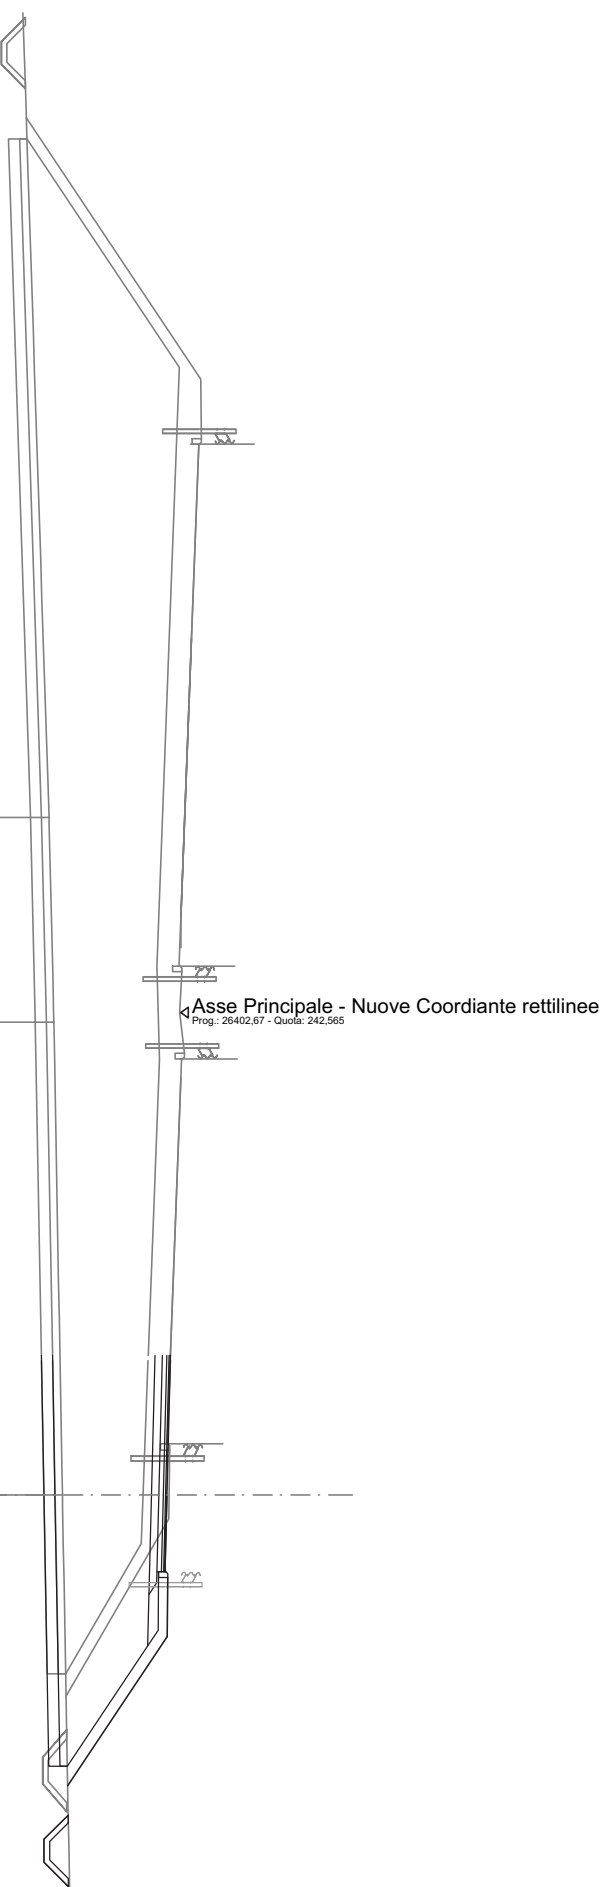 Asse Principale - Nuove Coordiante rettilinee
Prog.: 26402,67 - Quota: 242,565